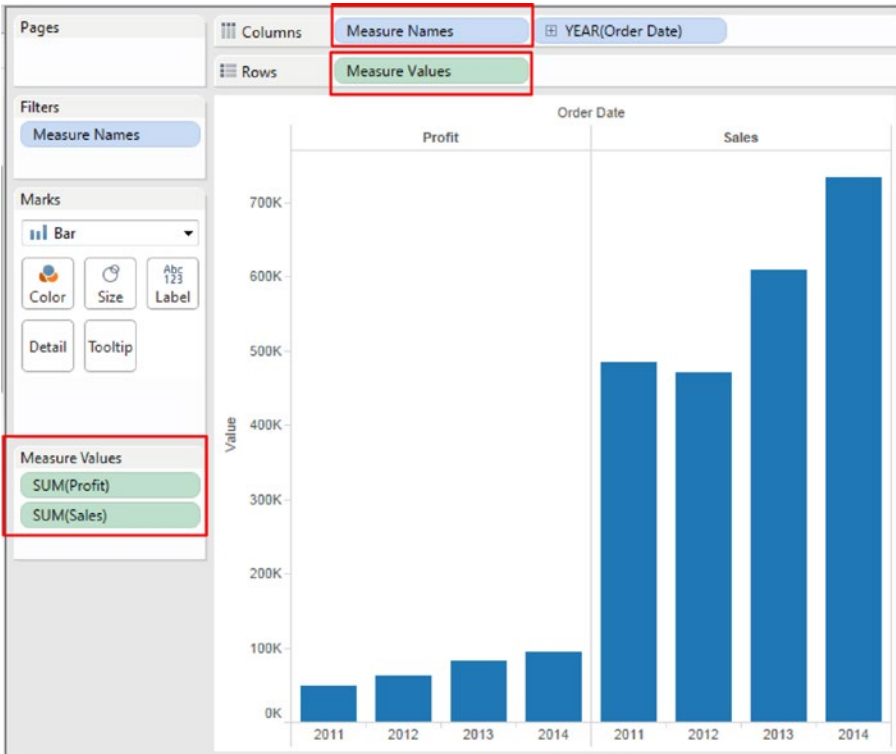 Pages
Columns Measure Names YEAR(Order Date)
Rows Measure Values
Filters
Measure Names
Marks
Bar
Color Size Abc 123 Label
Detail Tooltip
Measure Values
SUM(Profit)
SUM(Sales)
Order Date
Profit Sales
Value
700K
600K
500K
400K
300K
200K
100K
0K
2011 2012 2013 2014 2011 2012 2013 2014